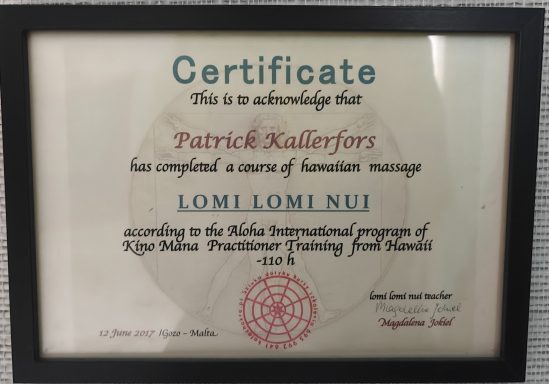 Certificate
This is to acknowledge that
Patrick Kallerfors
has completed a course of hawaiian massage
LOMI LOMI NUI
according to the Aloha International program of
Kino Mana Practitioner Training from Hawaii
-110 h
lomi lomi nui teacher
Magdalena Jokiel
Magdalena Jokiel
12 June 2017 /Gozo - Malta